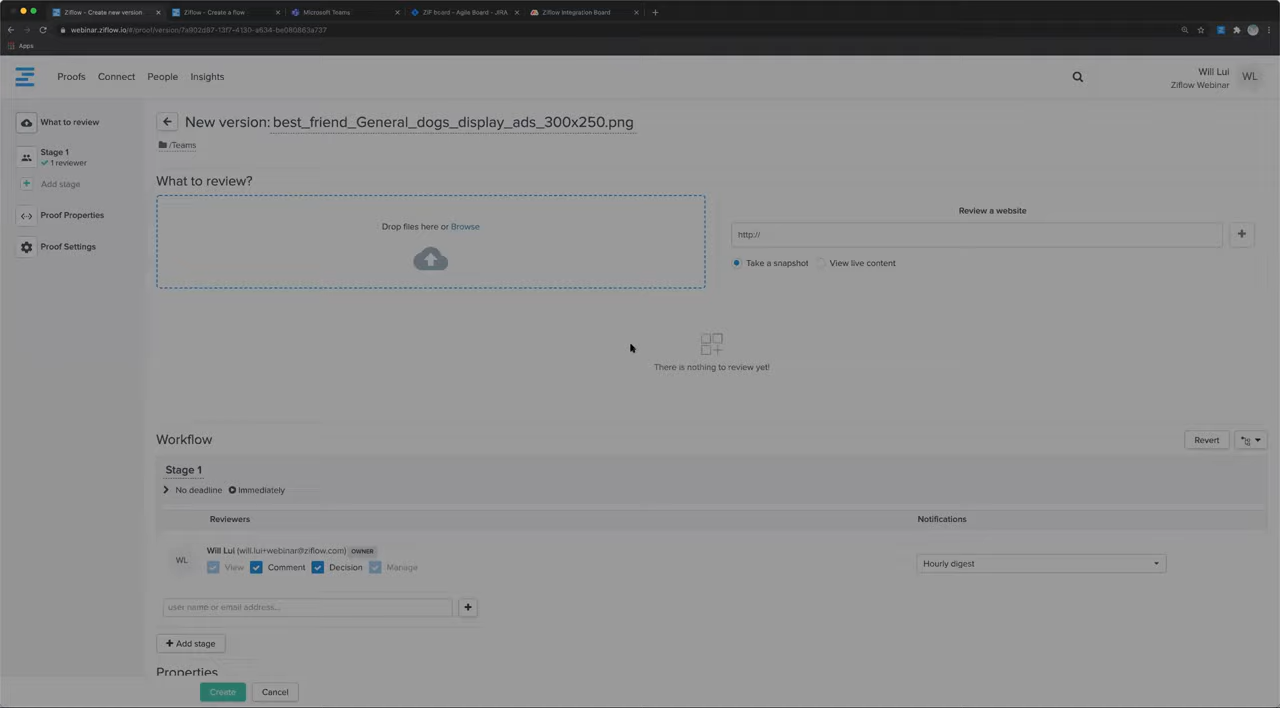 Ziflow - Create new version
Ziflow - Create a flow
Microsoft Teams
ZIF board - Agile Board - JIRA
Ziflow Integration Board
webinar.ziflow.io/#/proof/version/
Apps
Proofs
Connect
People
Insights
Will Lui
Ziflow Webinar
WL
What to review
Stage 1
1 reviewer
Add stage
Proof Properties
Proof Settings
New version: best_friend_General_dogs_display_ads_300x250.png
/Teams
What to review?
Drop files here or Browse
Review a website
http://
Take a snapshot
View live content
There is nothing to review yet!
Workflow
Revert
Stage 1
No deadline
Immediately
Reviewers
Notifications
WL
Will Lui (will.lui+webinar@ziflow.com) OWNER
View
Comment
Decision
Manage
Hourly digest
user name or email address...
Add stage
Properties
Create
Cancel